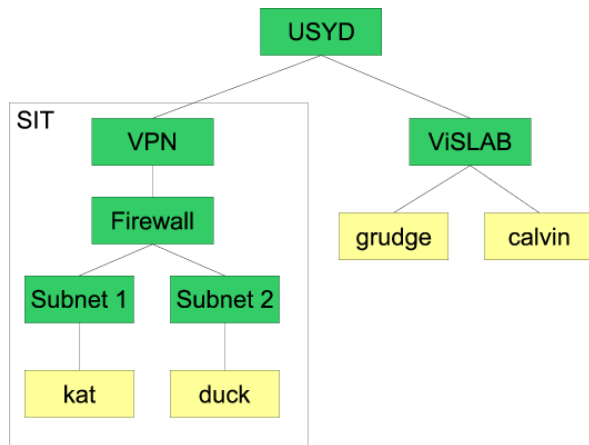 USYD
SIT
VPN
ViSLAB
Firewall
grudge
calvin
Subnet 1
Subnet 2
kat
duck